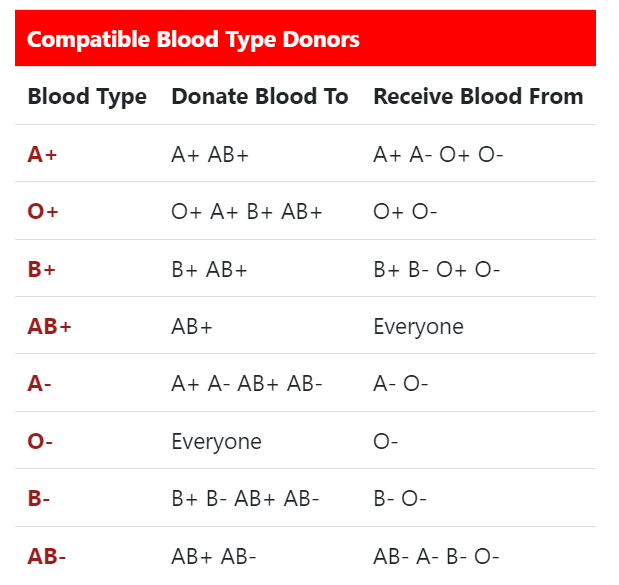 Compatible Blood Type Donors
Blood Type Donate Blood To Receive Blood From
A+ A+ AB+ A+ A- O+ O-
O+ O+ A+ B+ AB+ O+ O-
B+ B+ AB+ B+ B- O+ O-
AB+ AB+ Everyone
A- A+ A- AB+ AB- A- O-
O- Everyone O-
B- B+ B- AB+ AB- B- O-
AB- AB+ AB- AB- A- B- O-